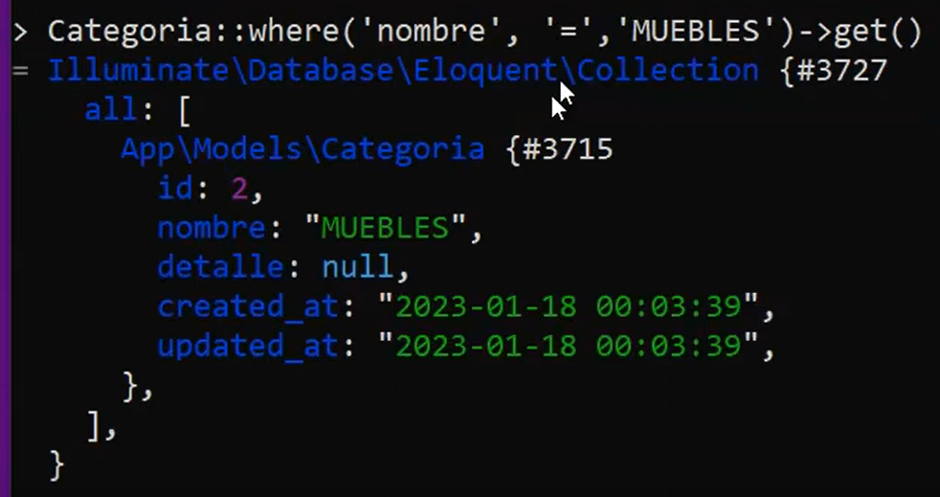 > Categoria::where('nombre', '=','MUEBLES')->get()
= Illuminate\Database\Eloquent\Collection {#3727
all: [
App\Models\Categoria {#3715
id: 2,
nombre: "MUEBLES",
detalle: null,
created_at: "2023-01-18 00:03:39",
updated_at: "2023-01-18 00:03:39",
},
],
}